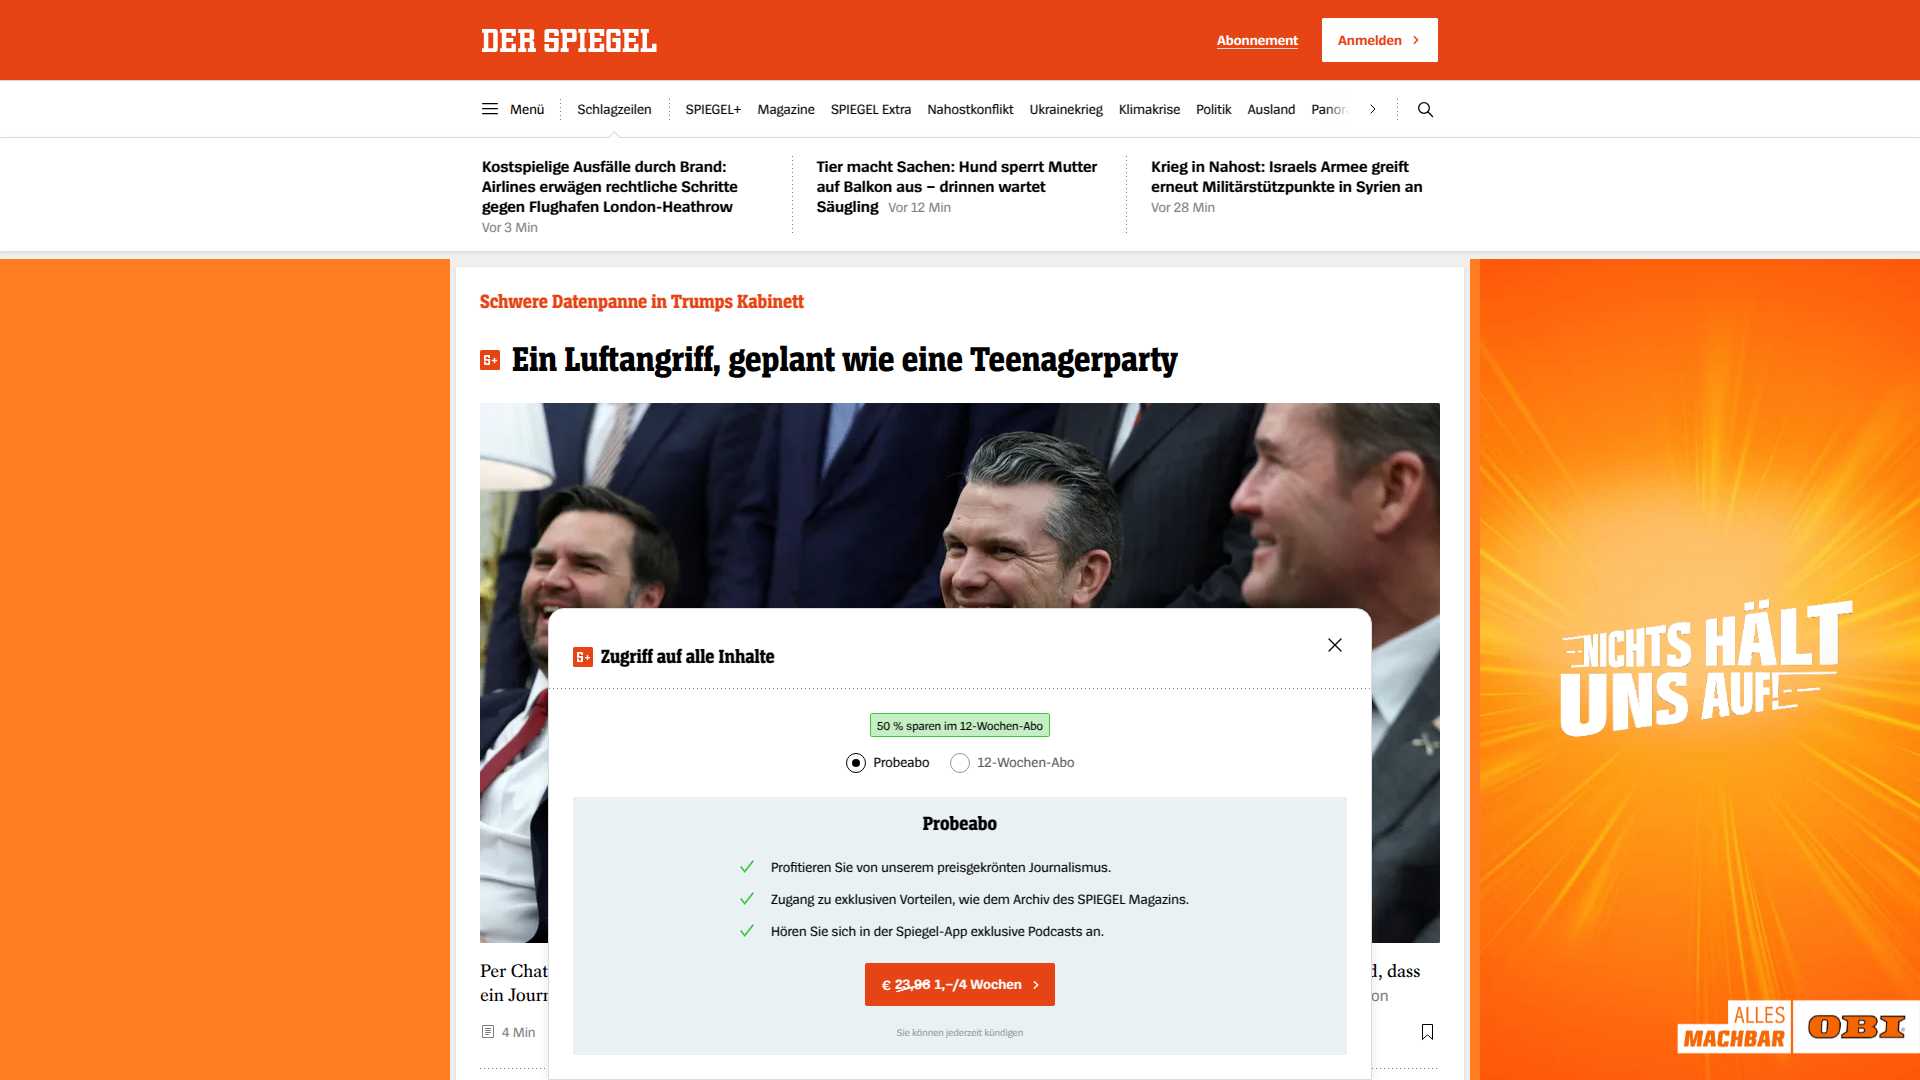 DER SPIEGEL
Abonnement
Anmelden
Menü
Schlagzeilen
SPIEGEL+
Magazine
SPIEGEL Extra
Nahostkonflikt
Ukrainekrieg
Klimakrise
Politik
Ausland
Kostspielige Ausfälle durch Brand:
Airlines erwägen rechtliche Schritte
gegen Flughafen London-Heathrow
Vor 3 Min
Tier macht Sachen: Hund sperrt Mutter
auf Balkon aus – drinnen wartet
Säugling Vor 12 Min
Krieg in Nahost: Israels Armee greift
erneut Militärstützpunkte in Syrien an
Vor 28 Min
Schwere Datenpanne in Trumps Kabinett
Ein Luftangriff, geplant wie eine Teenagerparty
Zugriff auf alle Inhalte
50 % sparen im 12-Wochen-Abo
Probeabo
12-Wochen-Abo
Probeabo
Profitieren Sie von unserem preisgekrönten Journalismus.
Zugang zu exklusiven Vorteilen, wie dem Archiv des SPIEGEL Magazins.
Hören Sie sich in der Spiegel-App exklusive Podcasts an.
€ 23,96 1,–/4 Wochen
Sie können jederzeit kündigen
Per Chat
dass
ein Journ
4 Min
NICHTS HÄLT
UNS AUF!
ALLES
MACHBAR
OBI